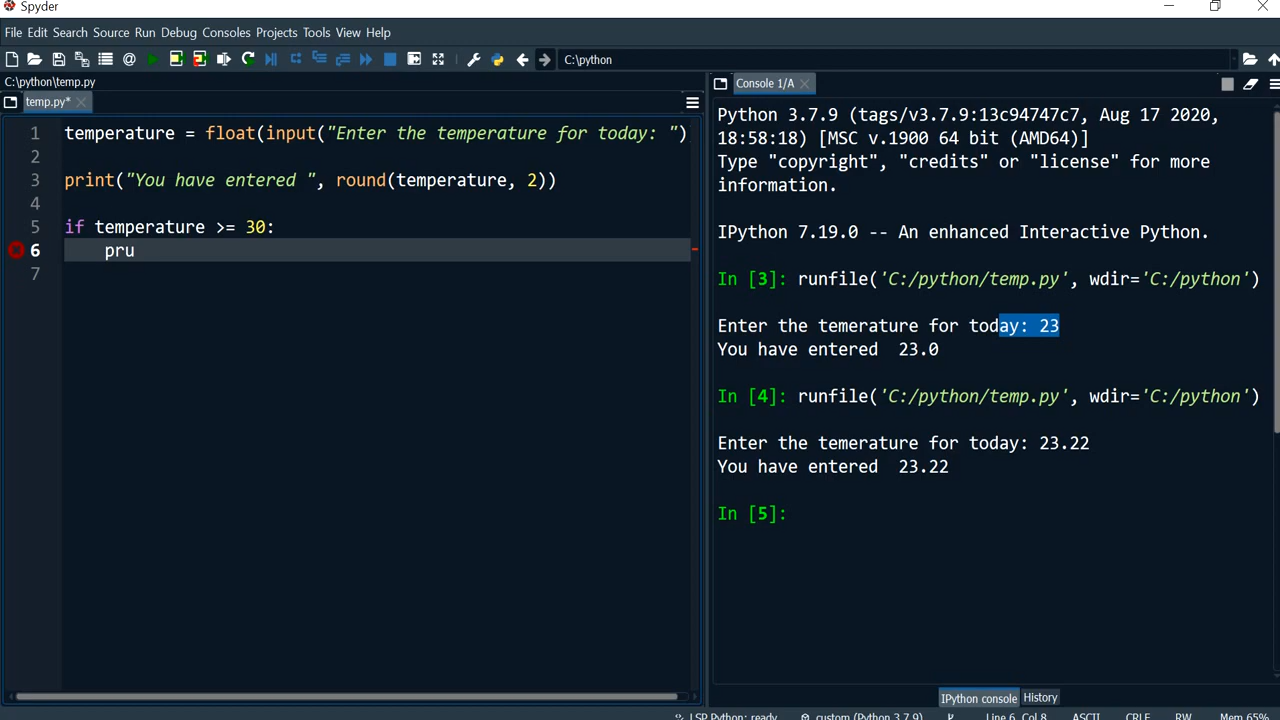 Spyder
File Edit Search Source Run Debug Consoles Projects Tools View Help
C:\python
C:\python\temp.py
temp.py*
1 temperature = float(input("Enter the temperature for today: ")
2
3 print("You have entered ", round(temperature, 2))
4
5 if temperature >= 30:
6     pru
7
Console 1/A
Python 3.7.9 (tags/v3.7.9:13c94747c7, Aug 17 2020,
18:58:18) [MSC v.1900 64 bit (AMD64)]
Type "copyright", "credits" or "license" for more
information.
IPython 7.19.0 -- An enhanced Interactive Python.
In [3]: runfile('C:/python/temp.py', wdir='C:/python')
Enter the temerature for today: 23
You have entered  23.0
In [4]: runfile('C:/python/temp.py', wdir='C:/python')
Enter the temerature for today: 23.22
You have entered  23.22
In [5]:
IPython console History
LSP Python: ready custom (Python 3.7.9) Line 6, Col 8 ASCII CRLF RW Mem 65%